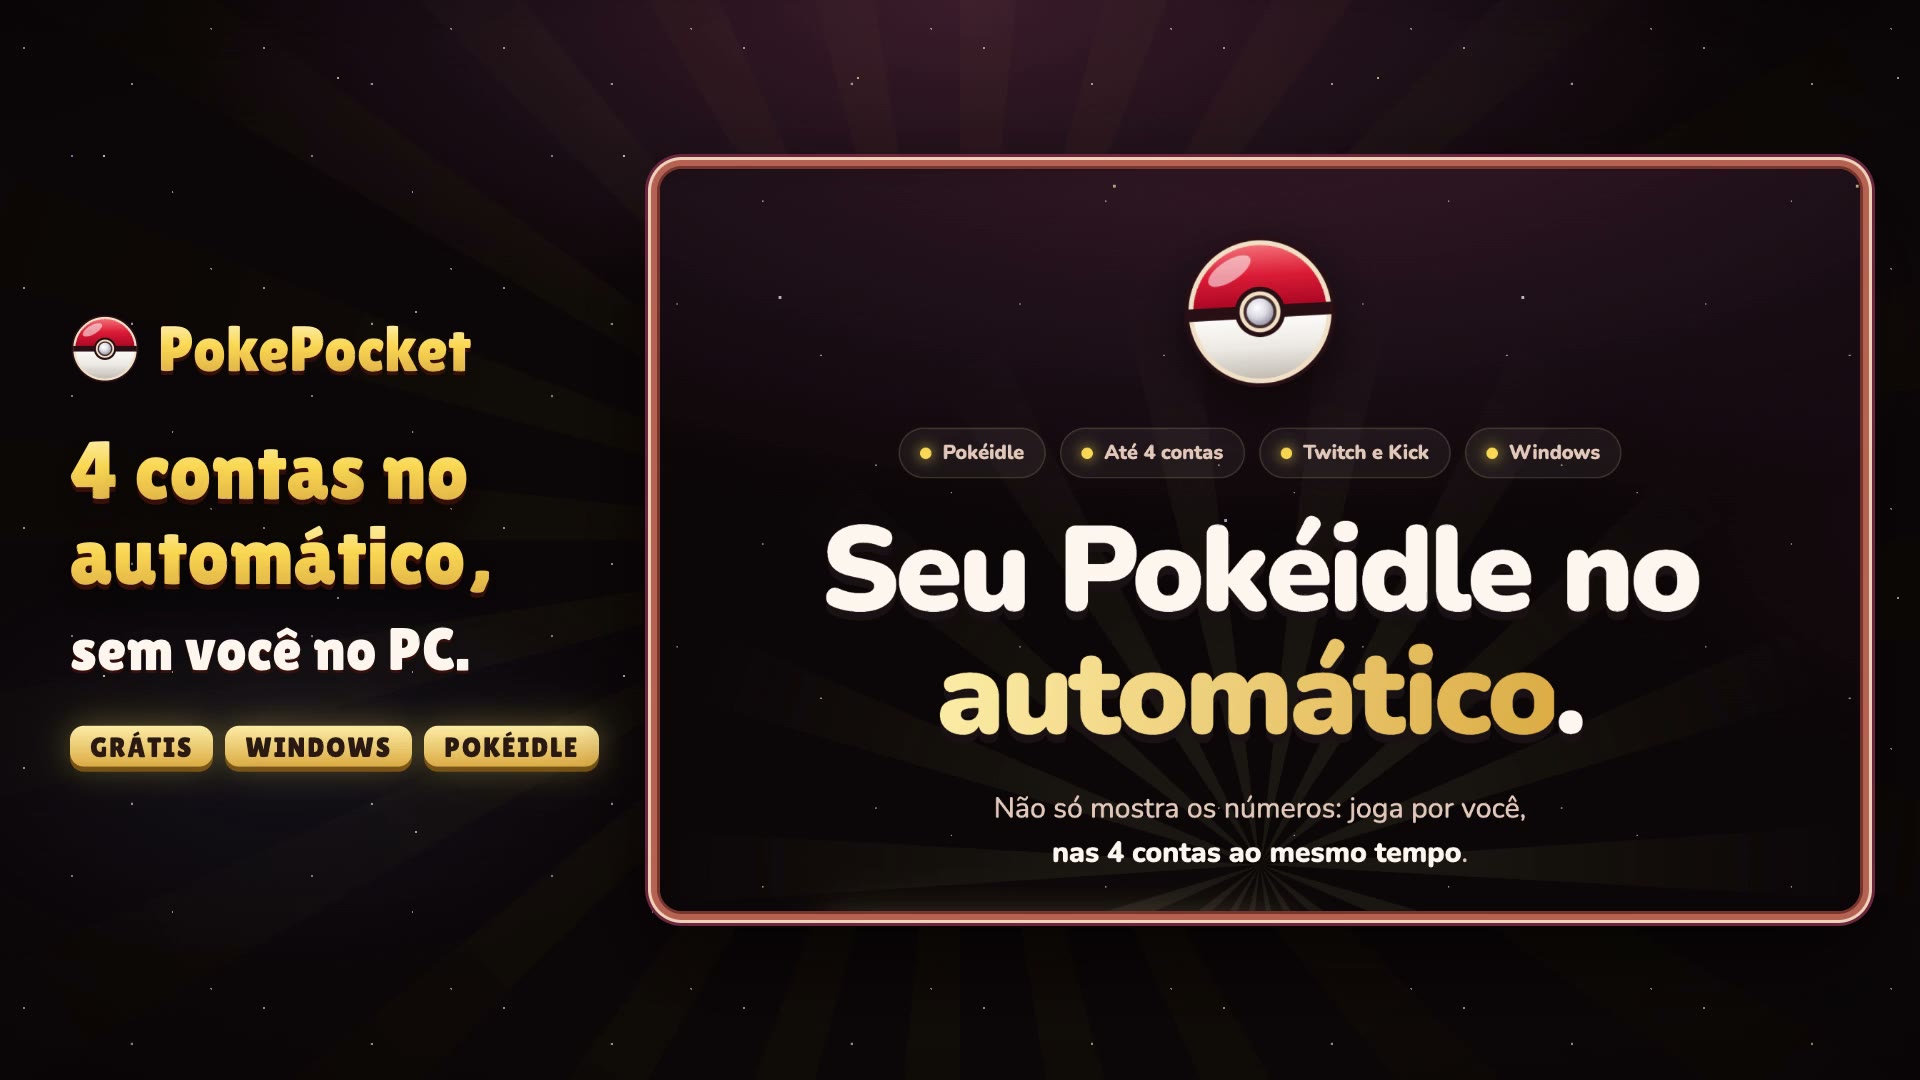 PokePocket
4 contas no
automático,
sem você no PC.
GRÁTIS WINDOWS POKÉIDLE
Pokéidle Até 4 contas Twitch e Kick Windows
Seu Pokéidle no
automático.
Não só mostra os números: joga por você,
nas 4 contas ao mesmo tempo.